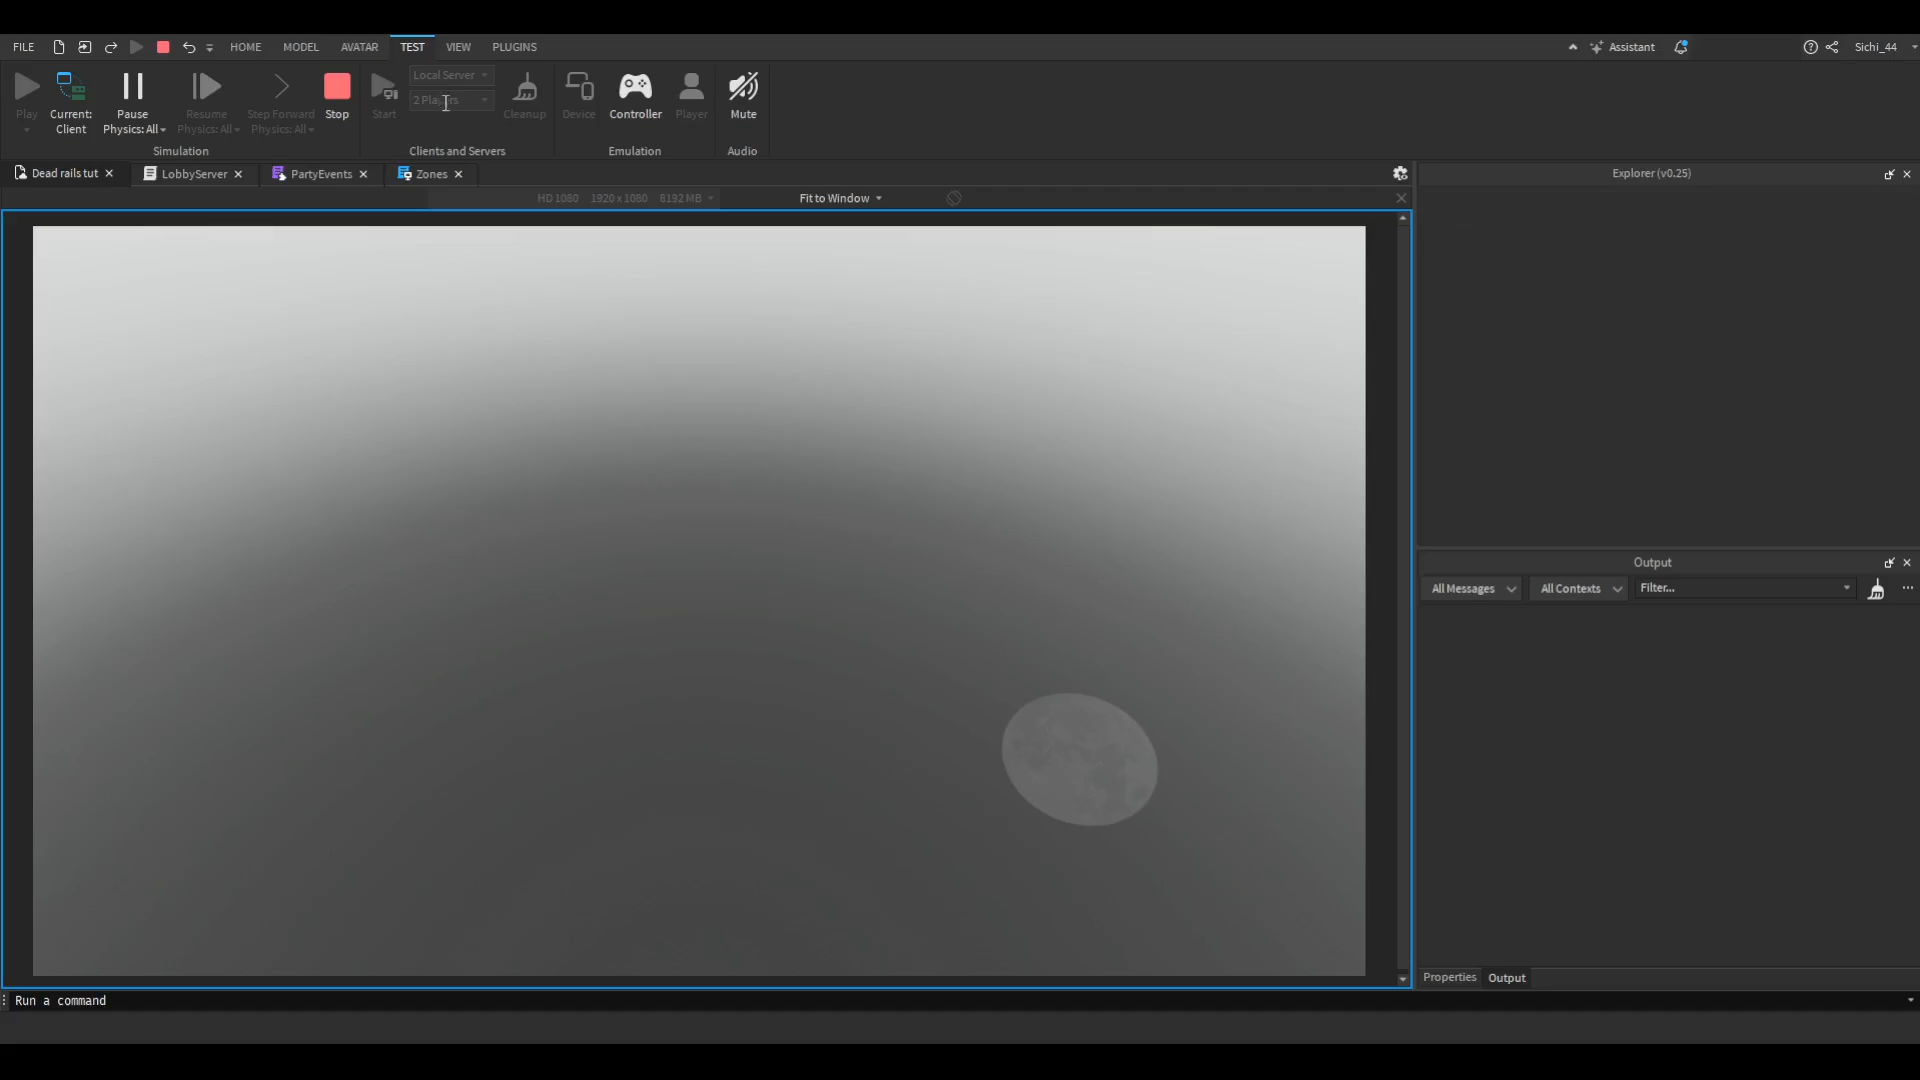 FILE HOME MODEL AVATAR TEST VIEW PLUGINS Assistant Sichi_44
Play Current: Client Pause Physics: All Resume Physics: All Step Forward Physics: All Stop
Simulation
Start Local Server 2 Players Cleanup
Clients and Servers
Device Controller Player
Emulation
Mute
Audio
Dead rails tut LobbyServer PartyEvents Zones
HD 1080 1920 x 1080 8192 MB Fit to Window
Explorer (v0.25)
Output
All Messages All Contexts Filter...
Properties Output
Run a command